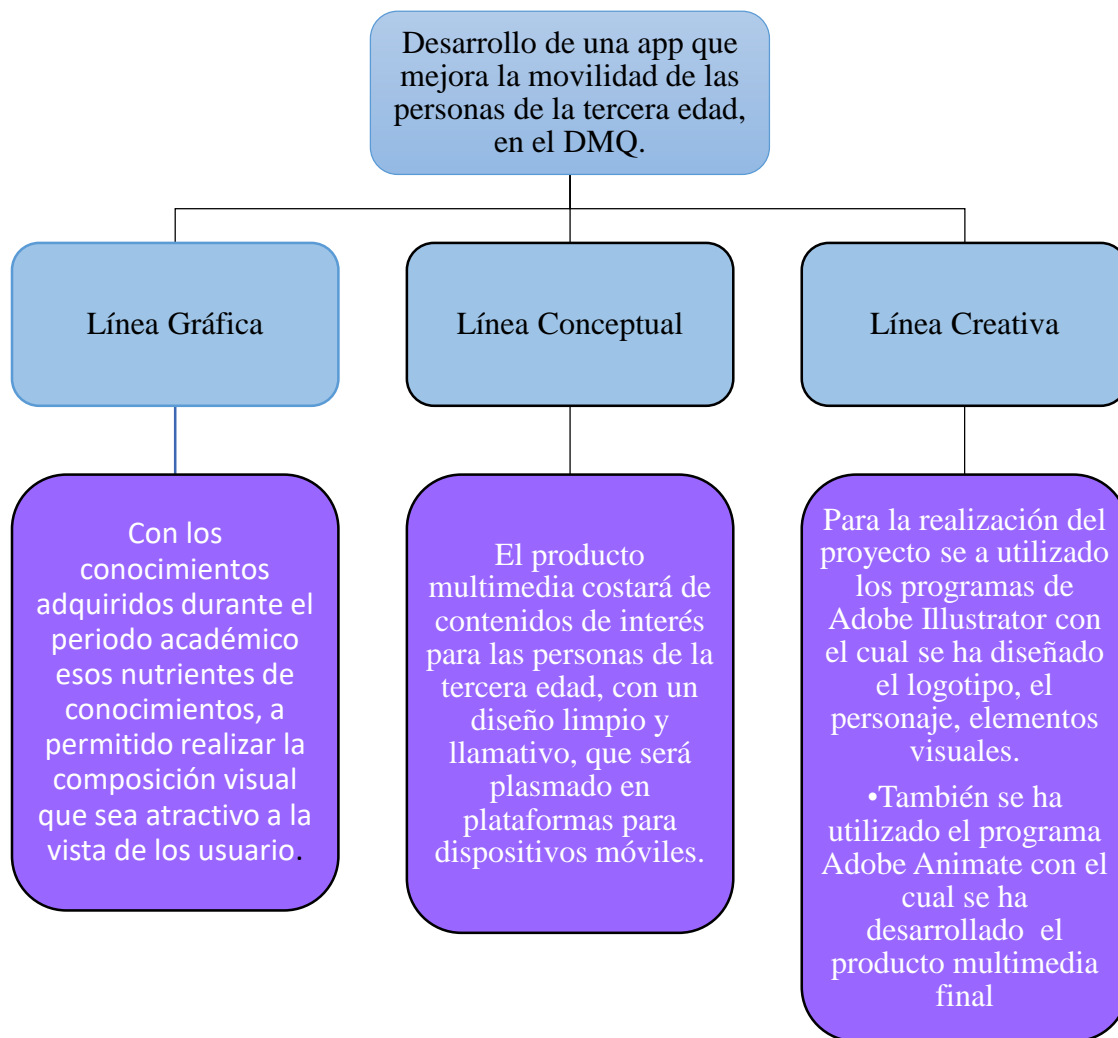 Desarrollo de una app que
mejora la movilidad de las
personas de la tercera edad,
en el DMQ.
Línea Gráfica
Línea Conceptual
Línea Creativa
Con los
conocimientos
adquiridos durante el
periodo académico
esos nutrientes de
conocimientos, a
permitido realizar la
composición visual
que sea atractivo a la
vista de los usuario.
El producto
multimedia costará de
contenidos de interés
para las personas de la
tercera edad, con un
diseño limpio y
llamativo, que será
plasmado en
plataformas para
dispositivos móviles.
Para la realización del
proyecto se a utilizado
los programas de
Adobe Illustrator con
el cual se ha diseñado
el logotipo, el
personaje, elementos
visuales.
•También se ha
utilizado el programa
Adobe Animate con el
cual se ha
desarrollado el
producto multimedia
final